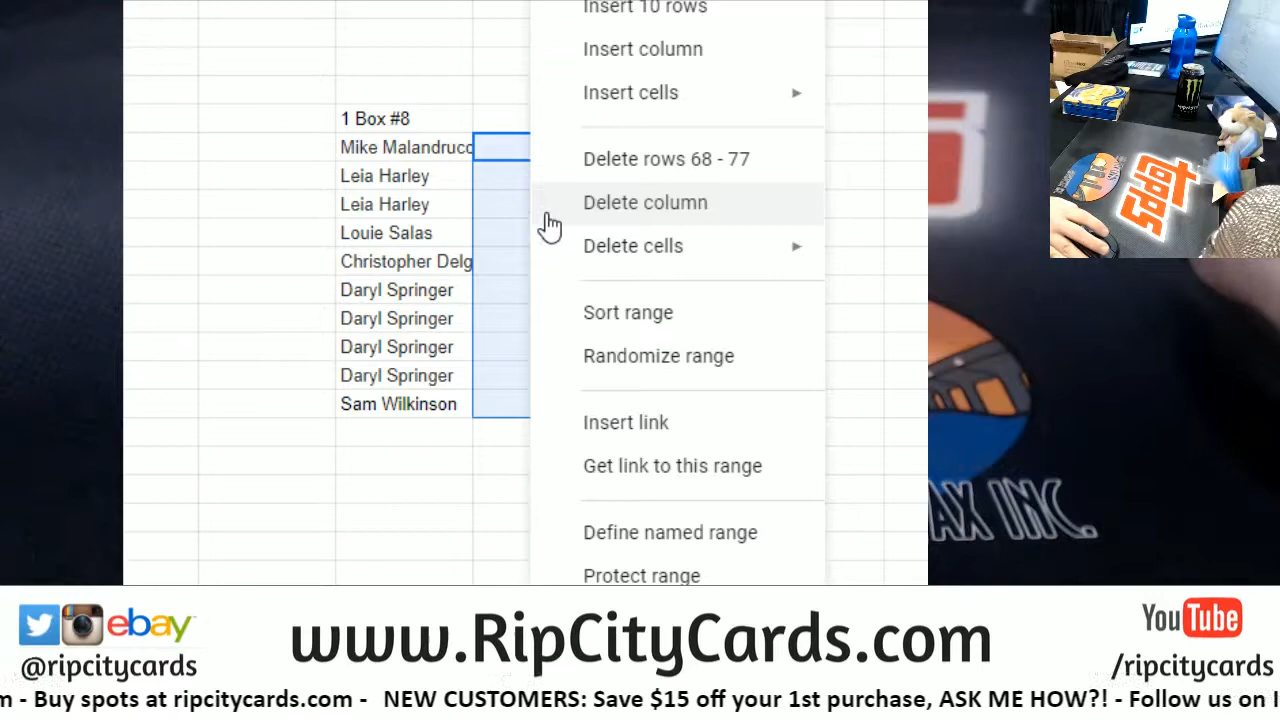 Insert 10 rows
Insert column
Insert cells
1 Box #8
Mike Malandrucc
Leia Harley
Leia Harley
Louie Salas
Christopher Delg
Daryl Springer
Daryl Springer
Daryl Springer
Daryl Springer
Sam Wilkinson
Delete rows 68 - 77
Delete column
Delete cells
Sort range
Randomize range
Insert link
Get link to this range
Define named range
Protect range
topps
AX INC.
ebay
@ripcitycards
www.RipCityCards.com
YouTube
/ripcitycards
m - Buy spots at ripcitycards.com - NEW CUSTOMERS: Save $15 off your 1st purchase, ASK ME HOW?! - Follow us on I